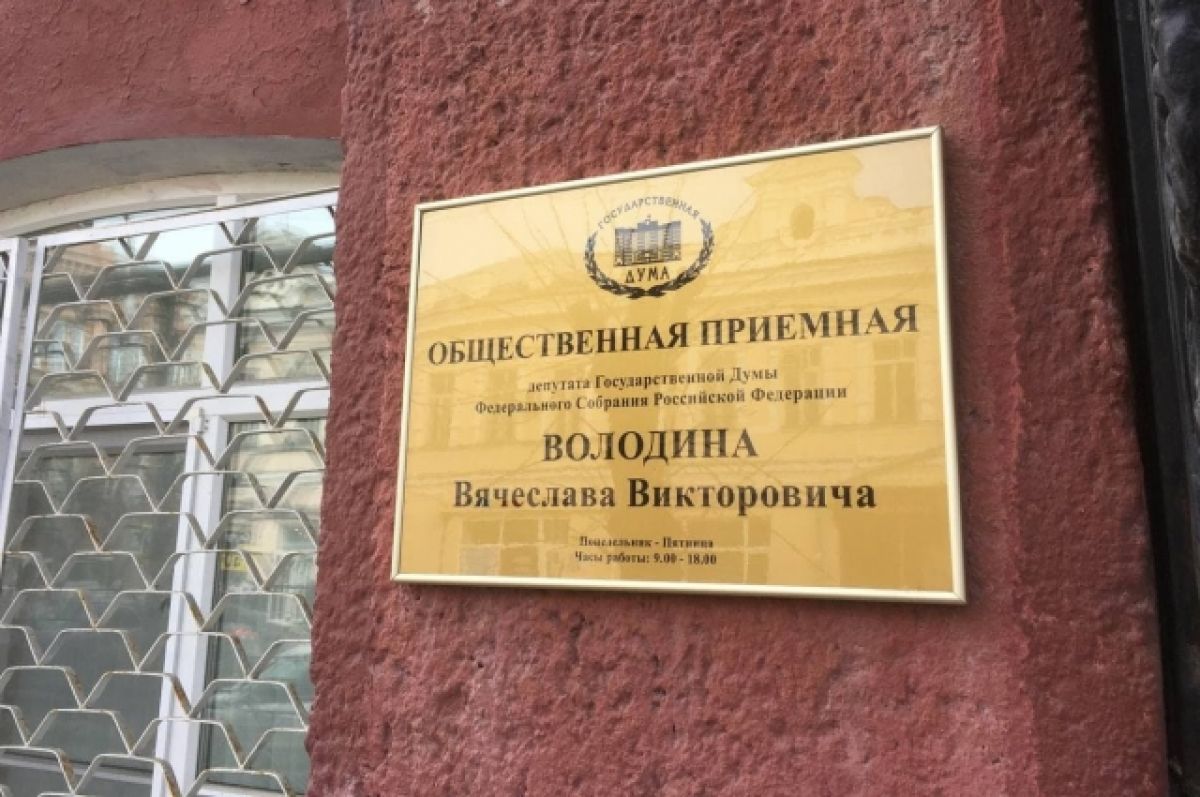 ГОСУДАРСТВЕННАЯ
ДУМА
ОБЩЕСТВЕННАЯ ПРИЕМНАЯ
депутата Государственной Думы
Федерального Собрания Российской Федерации
ВОЛОДИНА
Вячеслава Викторовича
Понедельник - Пятница
Часы работы: 9.00 - 18.00